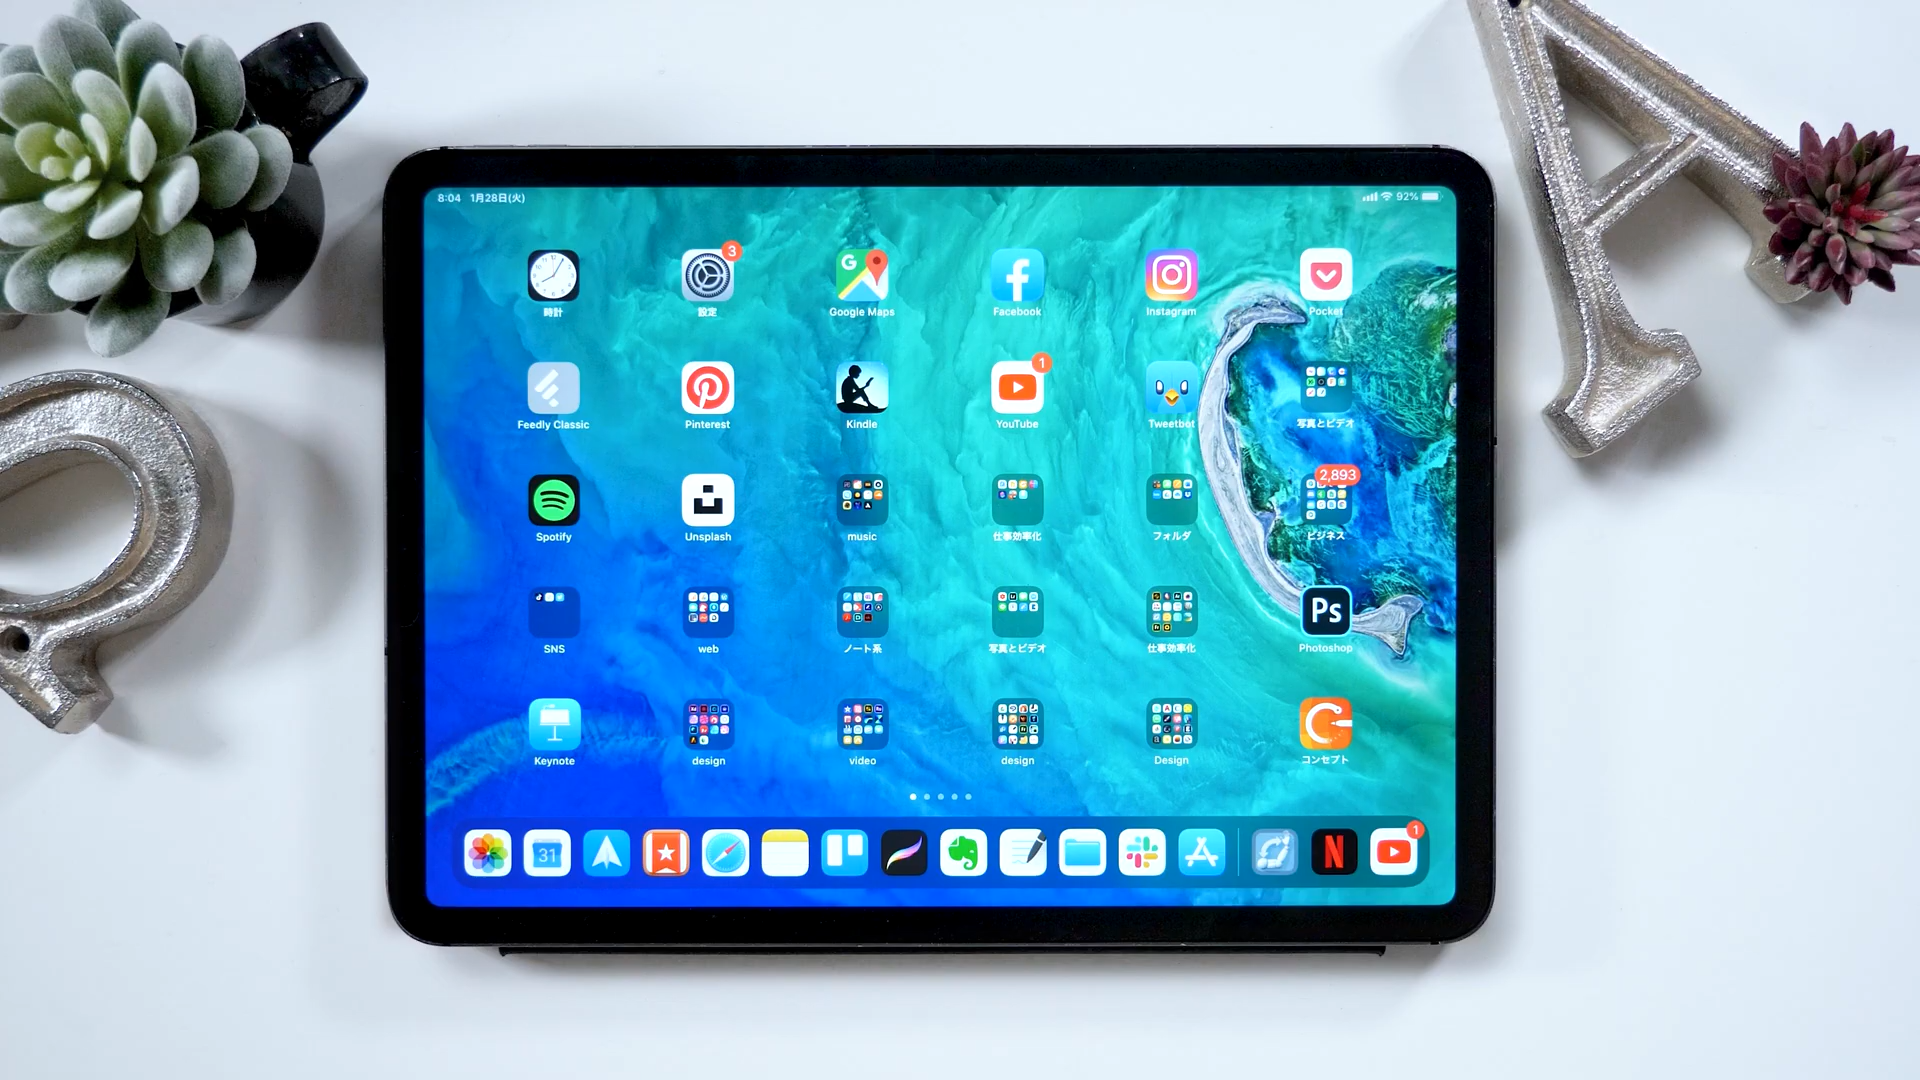 8:04 1月28日(火)
92%
3
G
時計 設定 Google Maps Facebook Instagram Pocket
1
Feedly Classic Pinterest Kindle YouTube Tweetbot 写真とビデオ
2,893
Spotify Unsplash music 仕事効率化 フォルダ ビジネス
Ps
SNS web ノート系 写真とビデオ 仕事効率化 Photoshop
Keynote design video design Design コンセプト
31
N
1
A